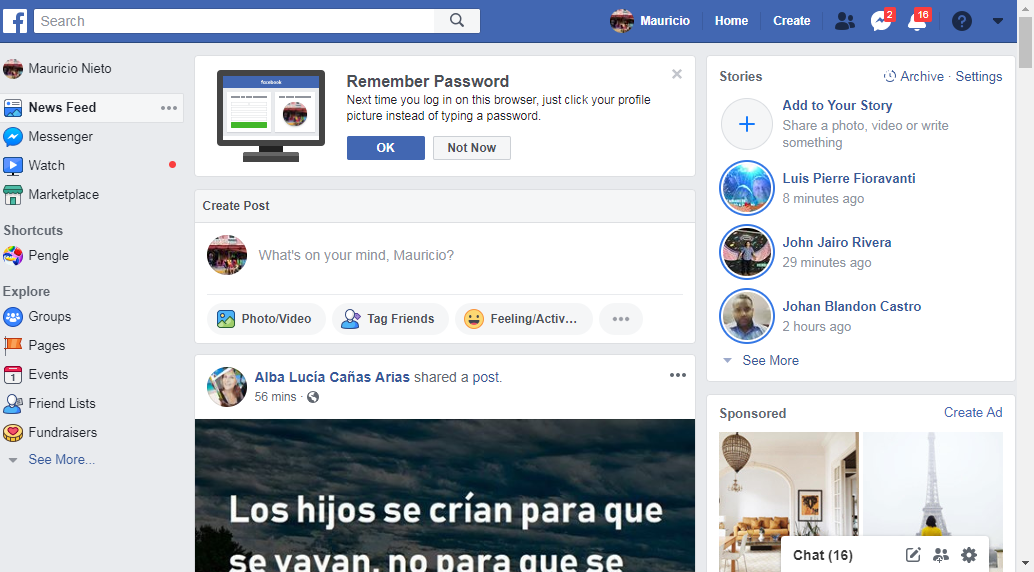 Search
Mauricio
Home
Create
2
16
Mauricio Nieto
News Feed
Messenger
Watch
Marketplace
Shortcuts
Pengle
Explore
Groups
Pages
1
Events
Friend Lists
Fundraisers
See More...
facebook
Remember Password
Next time you log in on this browser, just click your profile
picture instead of typing a password.
OK
Not Now
Create Post
What's on your mind, Mauricio?
Photo/Video
Tag Friends
Feeling/Activ...
Alba Lucía Cañas Arias shared a post.
56 mins ·
Los hijos se crían para que
se vayan, no para que se
Stories
Archive · Settings
Add to Your Story
Share a photo, video or write
something
Luis Pierre Fioravanti
8 minutes ago
John Jairo Rivera
29 minutes ago
Johan Blandon Castro
2 hours ago
See More
Sponsored
Create Ad
Chat (16)